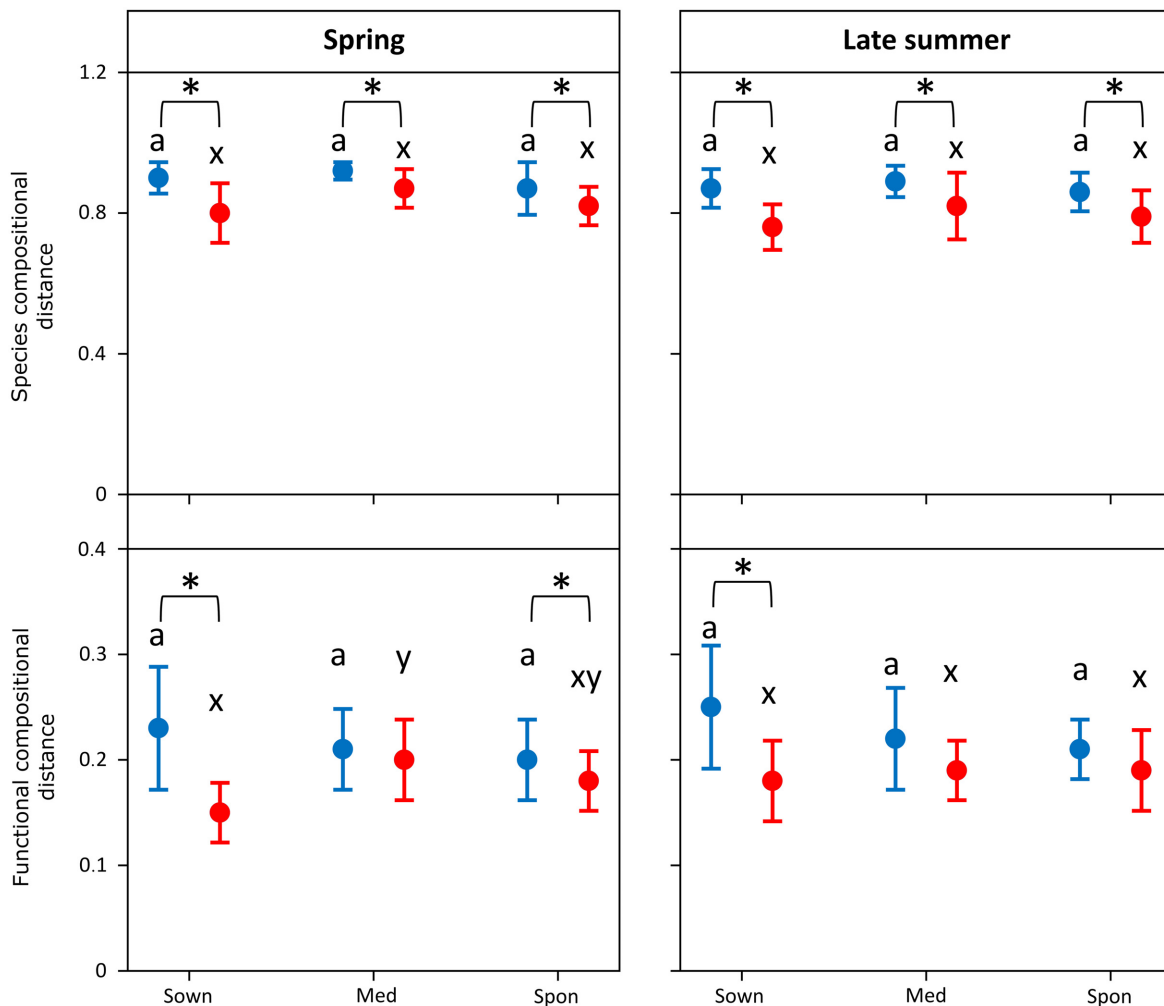 Spring
Late summer
Species compositional
distance
1.2
0.8
0.4
0
* * *
a x a x a x
* * *
a x a x a x
Functional compositional
distance
0.4
0.3
0.2
0.1
0
* *
a x a y a xy
*
a x a x a x
Sown Med Spon
Sown Med Spon